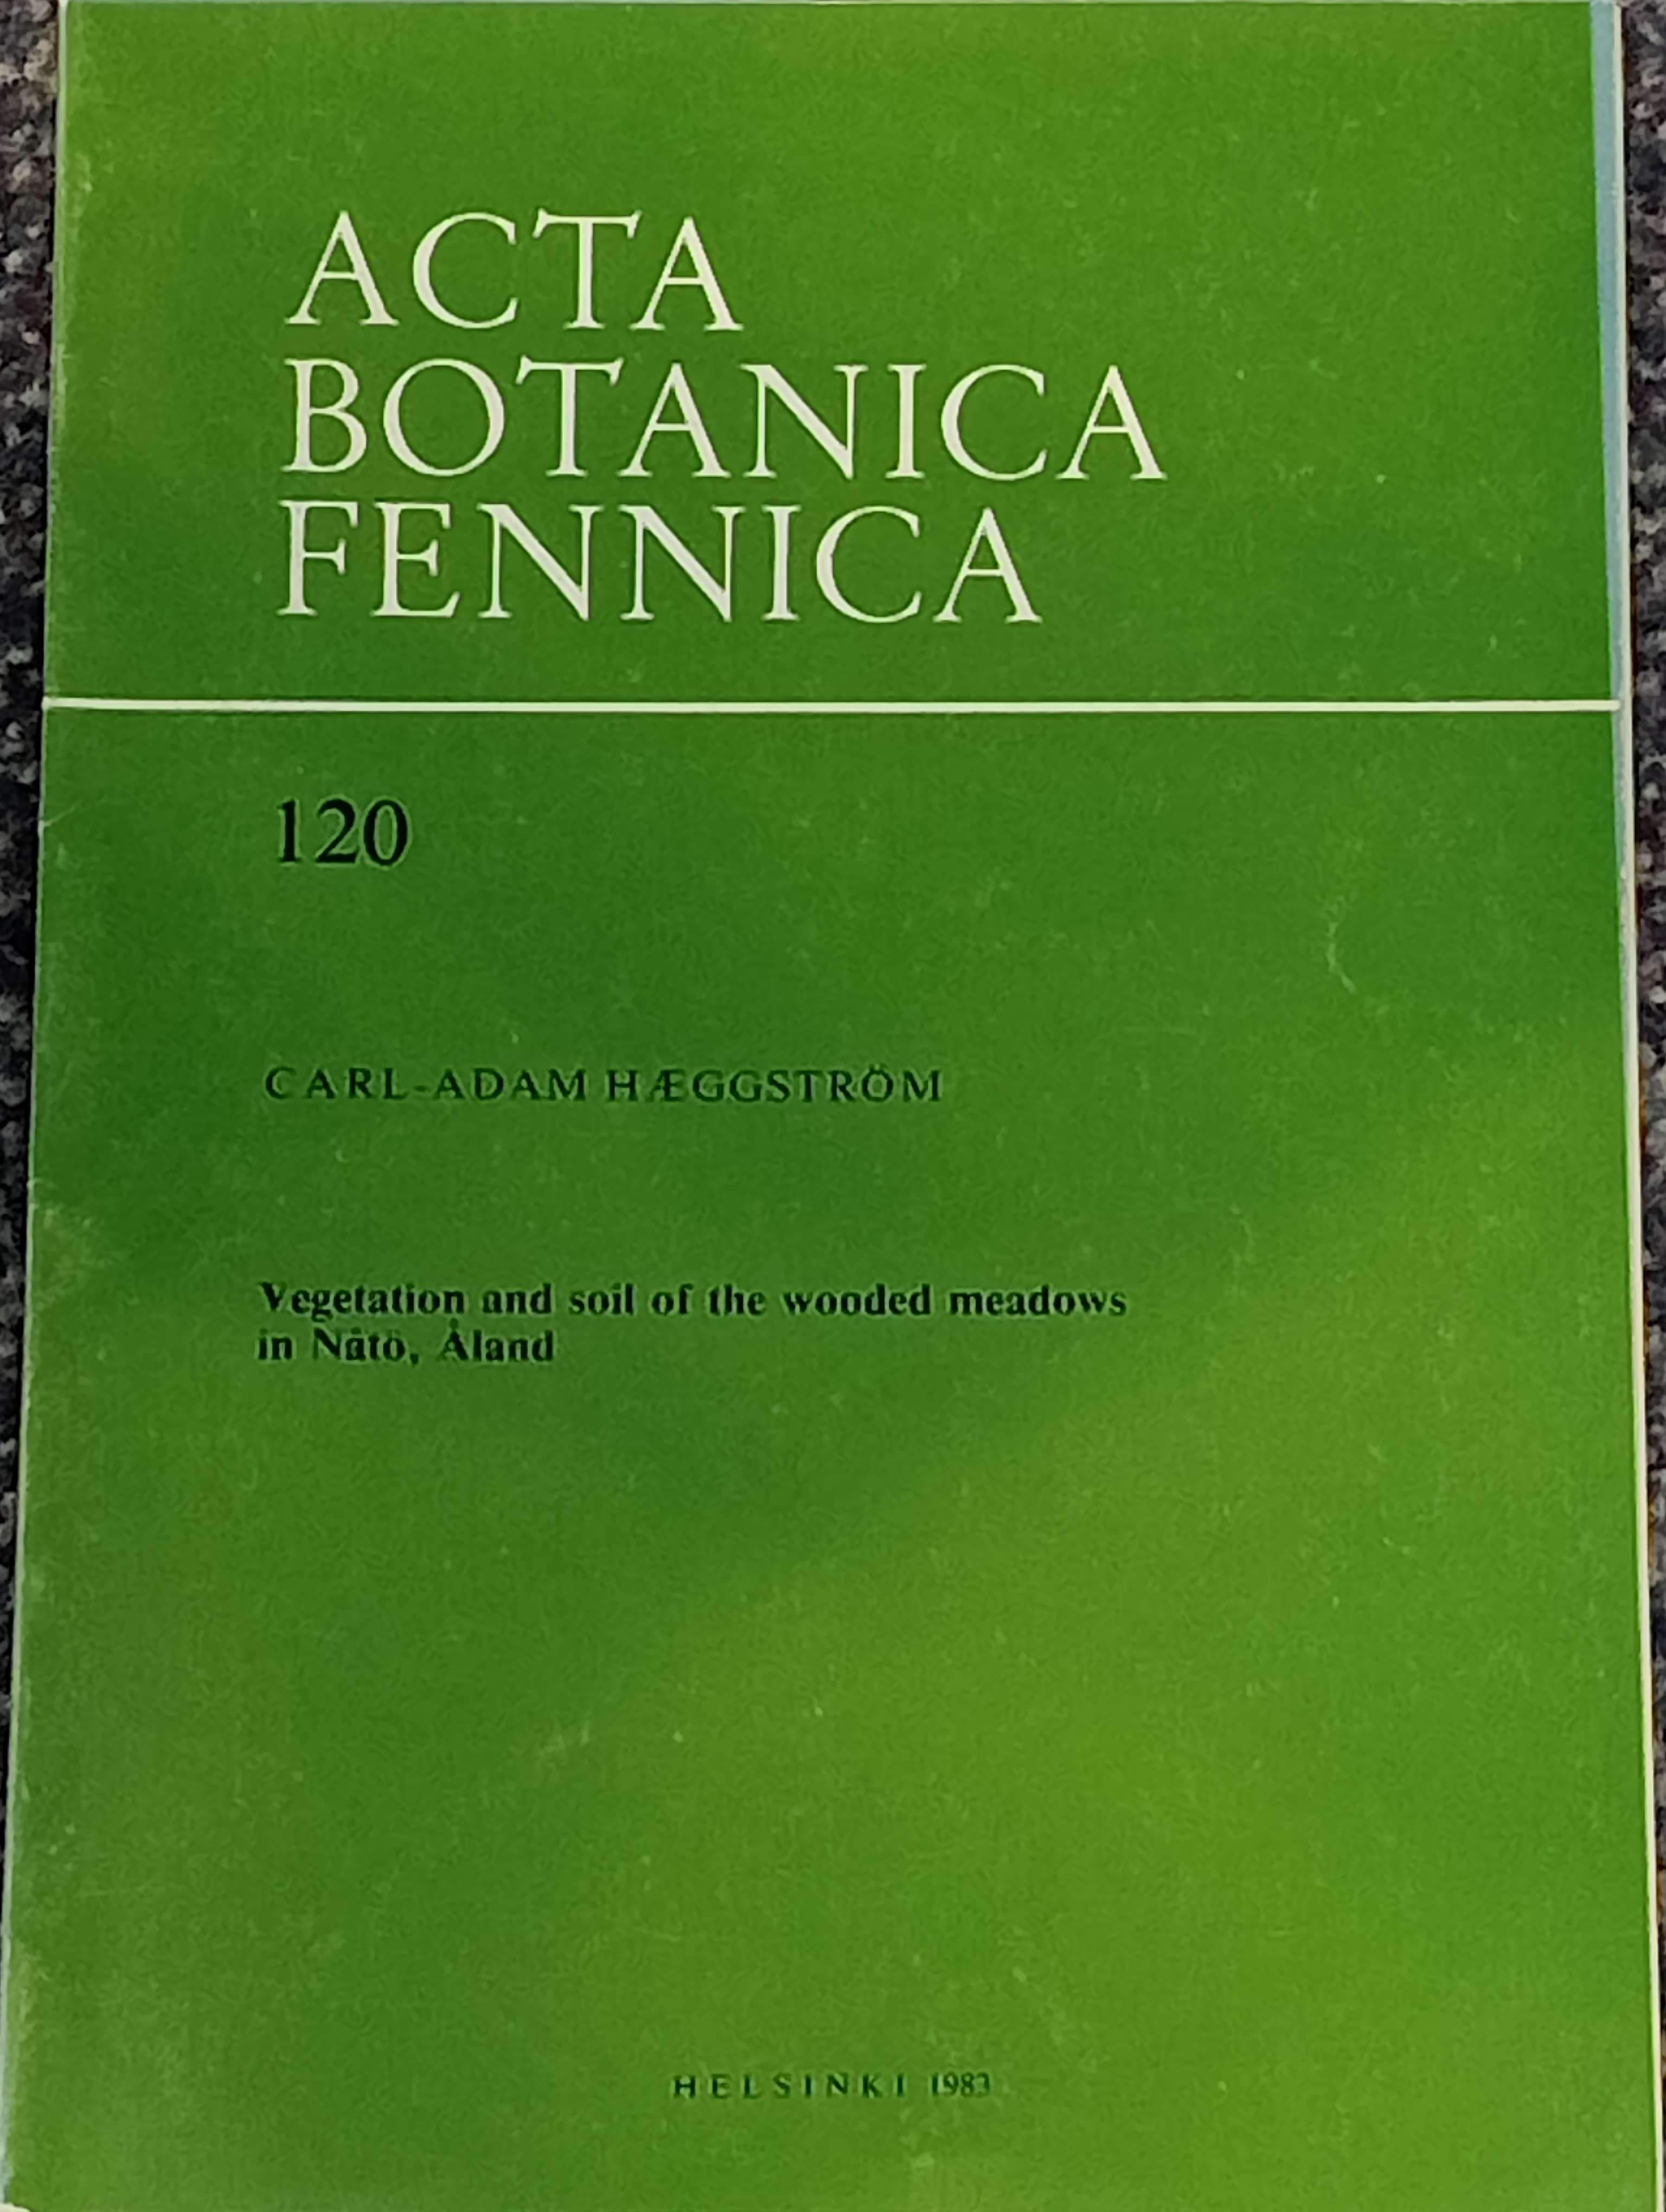 ACTA
BOTANICA
FENNICA
120
CARL-ADAM HÆGGSTRÖM
Vegetation and soil of the wooded meadows
in Nåtö, Åland
HELSINKI 1983